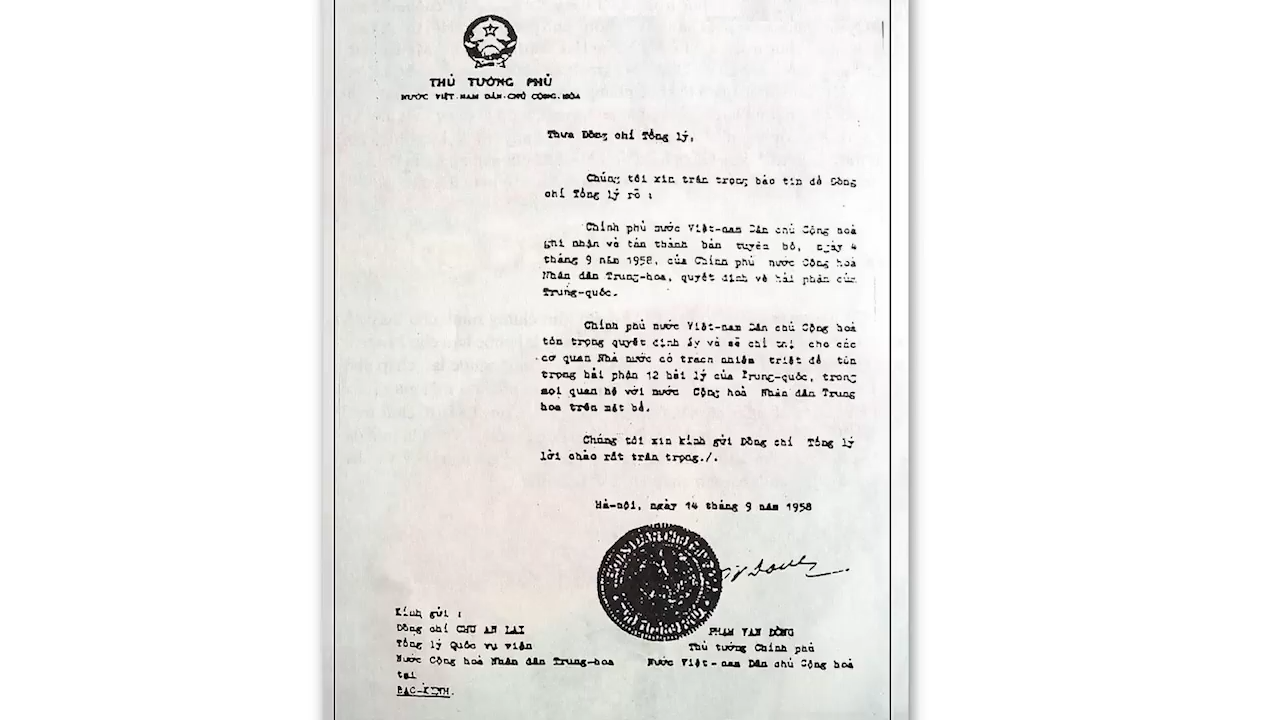 THỦ TƯỚNG PHỦ
NƯỚC VIỆT-NAM DÂN-CHỦ CỘNG-HÒA
Thưa Đồng chí Tổng lý,
Chúng tôi xin trân trọng báo tin để Đồng
chí Tổng lý rõ :
Chính phủ nước Việt-nam Dân chủ Cộng hoà
ghi nhận và tán thành bản tuyên bố, ngày 4
tháng 9 năm 1958, của Chính phủ nước Cộng hoà
Nhân dân Trung-hoa, quyết định về hải phận của
Trung-quốc.
Chính phủ nước Việt-nam Dân chủ Cộng hoà
tôn trọng quyết định ấy và sẽ chỉ thị cho các
cơ quan Nhà nước có trách nhiệm triệt để tôn
trọng hải phận 12 hải lý của Trung-quốc, trong
mọi quan hệ với nước Cộng hoà Nhân dân Trung
hoa trên mặt bể.
Chúng tôi xin kính gửi Đồng chí Tổng lý
lời chào rất trân trọng./.
Hà-nội, ngày 14 tháng 9 năm 1958
Kính gửi :
Đồng chí CHU AN LAI
Tổng lý Quốc vụ viện
Nước Cộng hoà Nhân dân Trung-hoa
tại
BẮC-KINH.
PHẠM VĂN ĐỒNG
Thủ tướng Chính phủ
Nước Việt-nam Dân chủ Cộng hoà